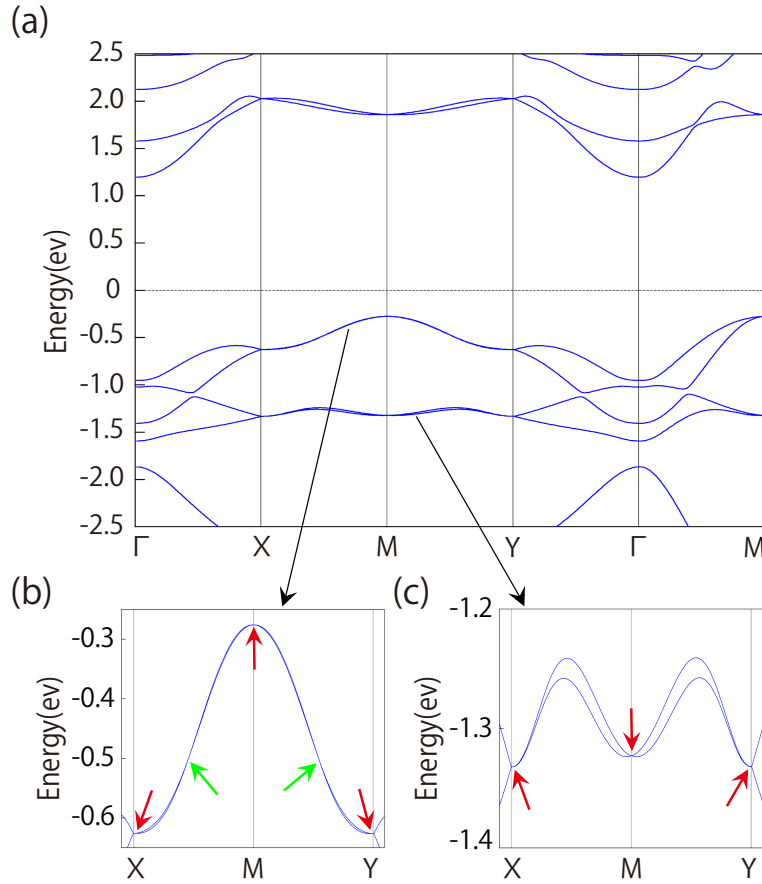 (a)
2.5
2.0
1.5
1.0
0.5
0
-0.5
-1.0
-1.5
-2.0
-2.5
Energy(ev)
Γ X M Y Γ M
(b)
-0.3
-0.4
-0.5
-0.6
Energy(ev)
X M Y
(c)
-1.2
-1.3
-1.4
Energy(ev)
X M Y